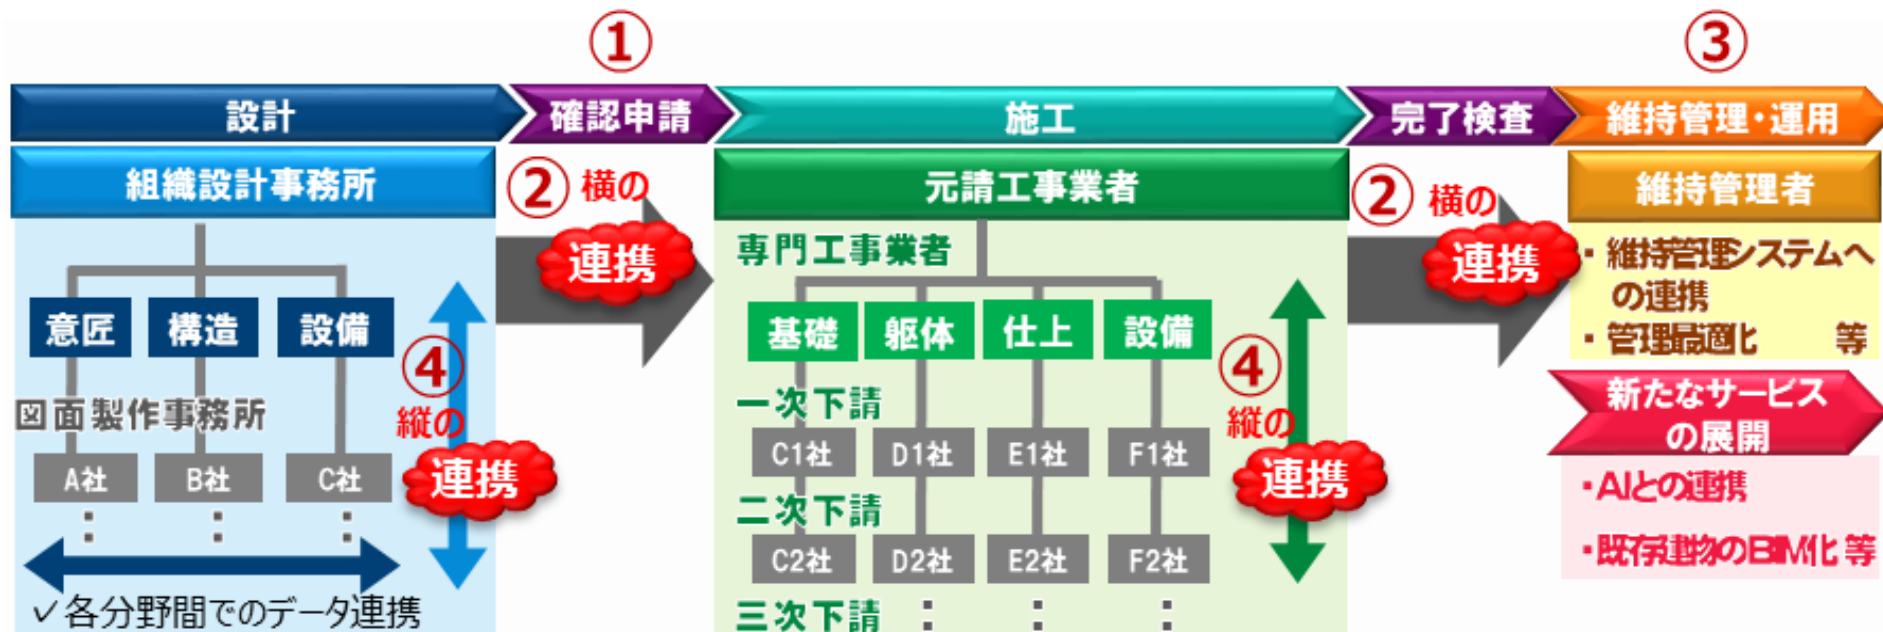 ①
③
設計
確認申請
施工
完了検査
維持管理・運用
組織設計事務所
② 横の
連携
元請工事業者
② 横の
連携
維持管理者
意匠
構造
設備
図面製作事務所
A社
B社
C社
：
：
：
④
縦の
連携
✓各分野間でのデータ連携
専門工事業者
基礎
躯体
仕上
設備
一次下請
C1社
D1社
E1社
F1社
二次下請
C2社
D2社
E2社
F2社
三次下請
：
：
：
④
縦の
連携
・維持管理システムへ
の連携
・管理最適化 等
新たなサービス
の展開
・AIとの連携
・既存建物のBIM化 等